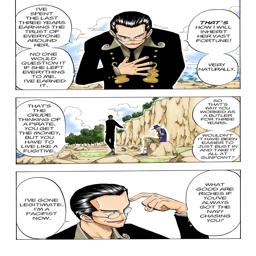 THAT'S
HOW I WILL
INHERIT
HER VAST
FORTUNE!
VERY
NATURALLY.
I'VE
SPENT THE
LAST THREE
YEARS
EARNING
THE
TRUST OF
EVERYONE
AROUND
HER.
NO ONE
WOULD
QUESTION IT
IF SHE LEFT
EVERYTHING
TO ME.
I'VE EARNED
IT.
SO
THAT'S
WHY YOU
WORKED AS
A BUTLER
FOR THREE
YEARS.
WOULDN'T
IT HAVE
BEEN EASIER
TO JUST
BUST IN
AND TAKE IT
ALL AT
GUNPOINT?
THAT'S
THE
CRUDE
THINKING OF
A PIRATE.
YOU GET
THE MONEY,
BUT YOU
HAVE TO
LIVE LIKE A
FUGITIVE.
WHAT
GOOD ARE
RICHES IF
YOU'VE
ALWAYS
GOT THE
NAVY
CHASING
YOU?
I'VE GONE
LEGITIMATE.
I'M A
PACIFIST
NOW.